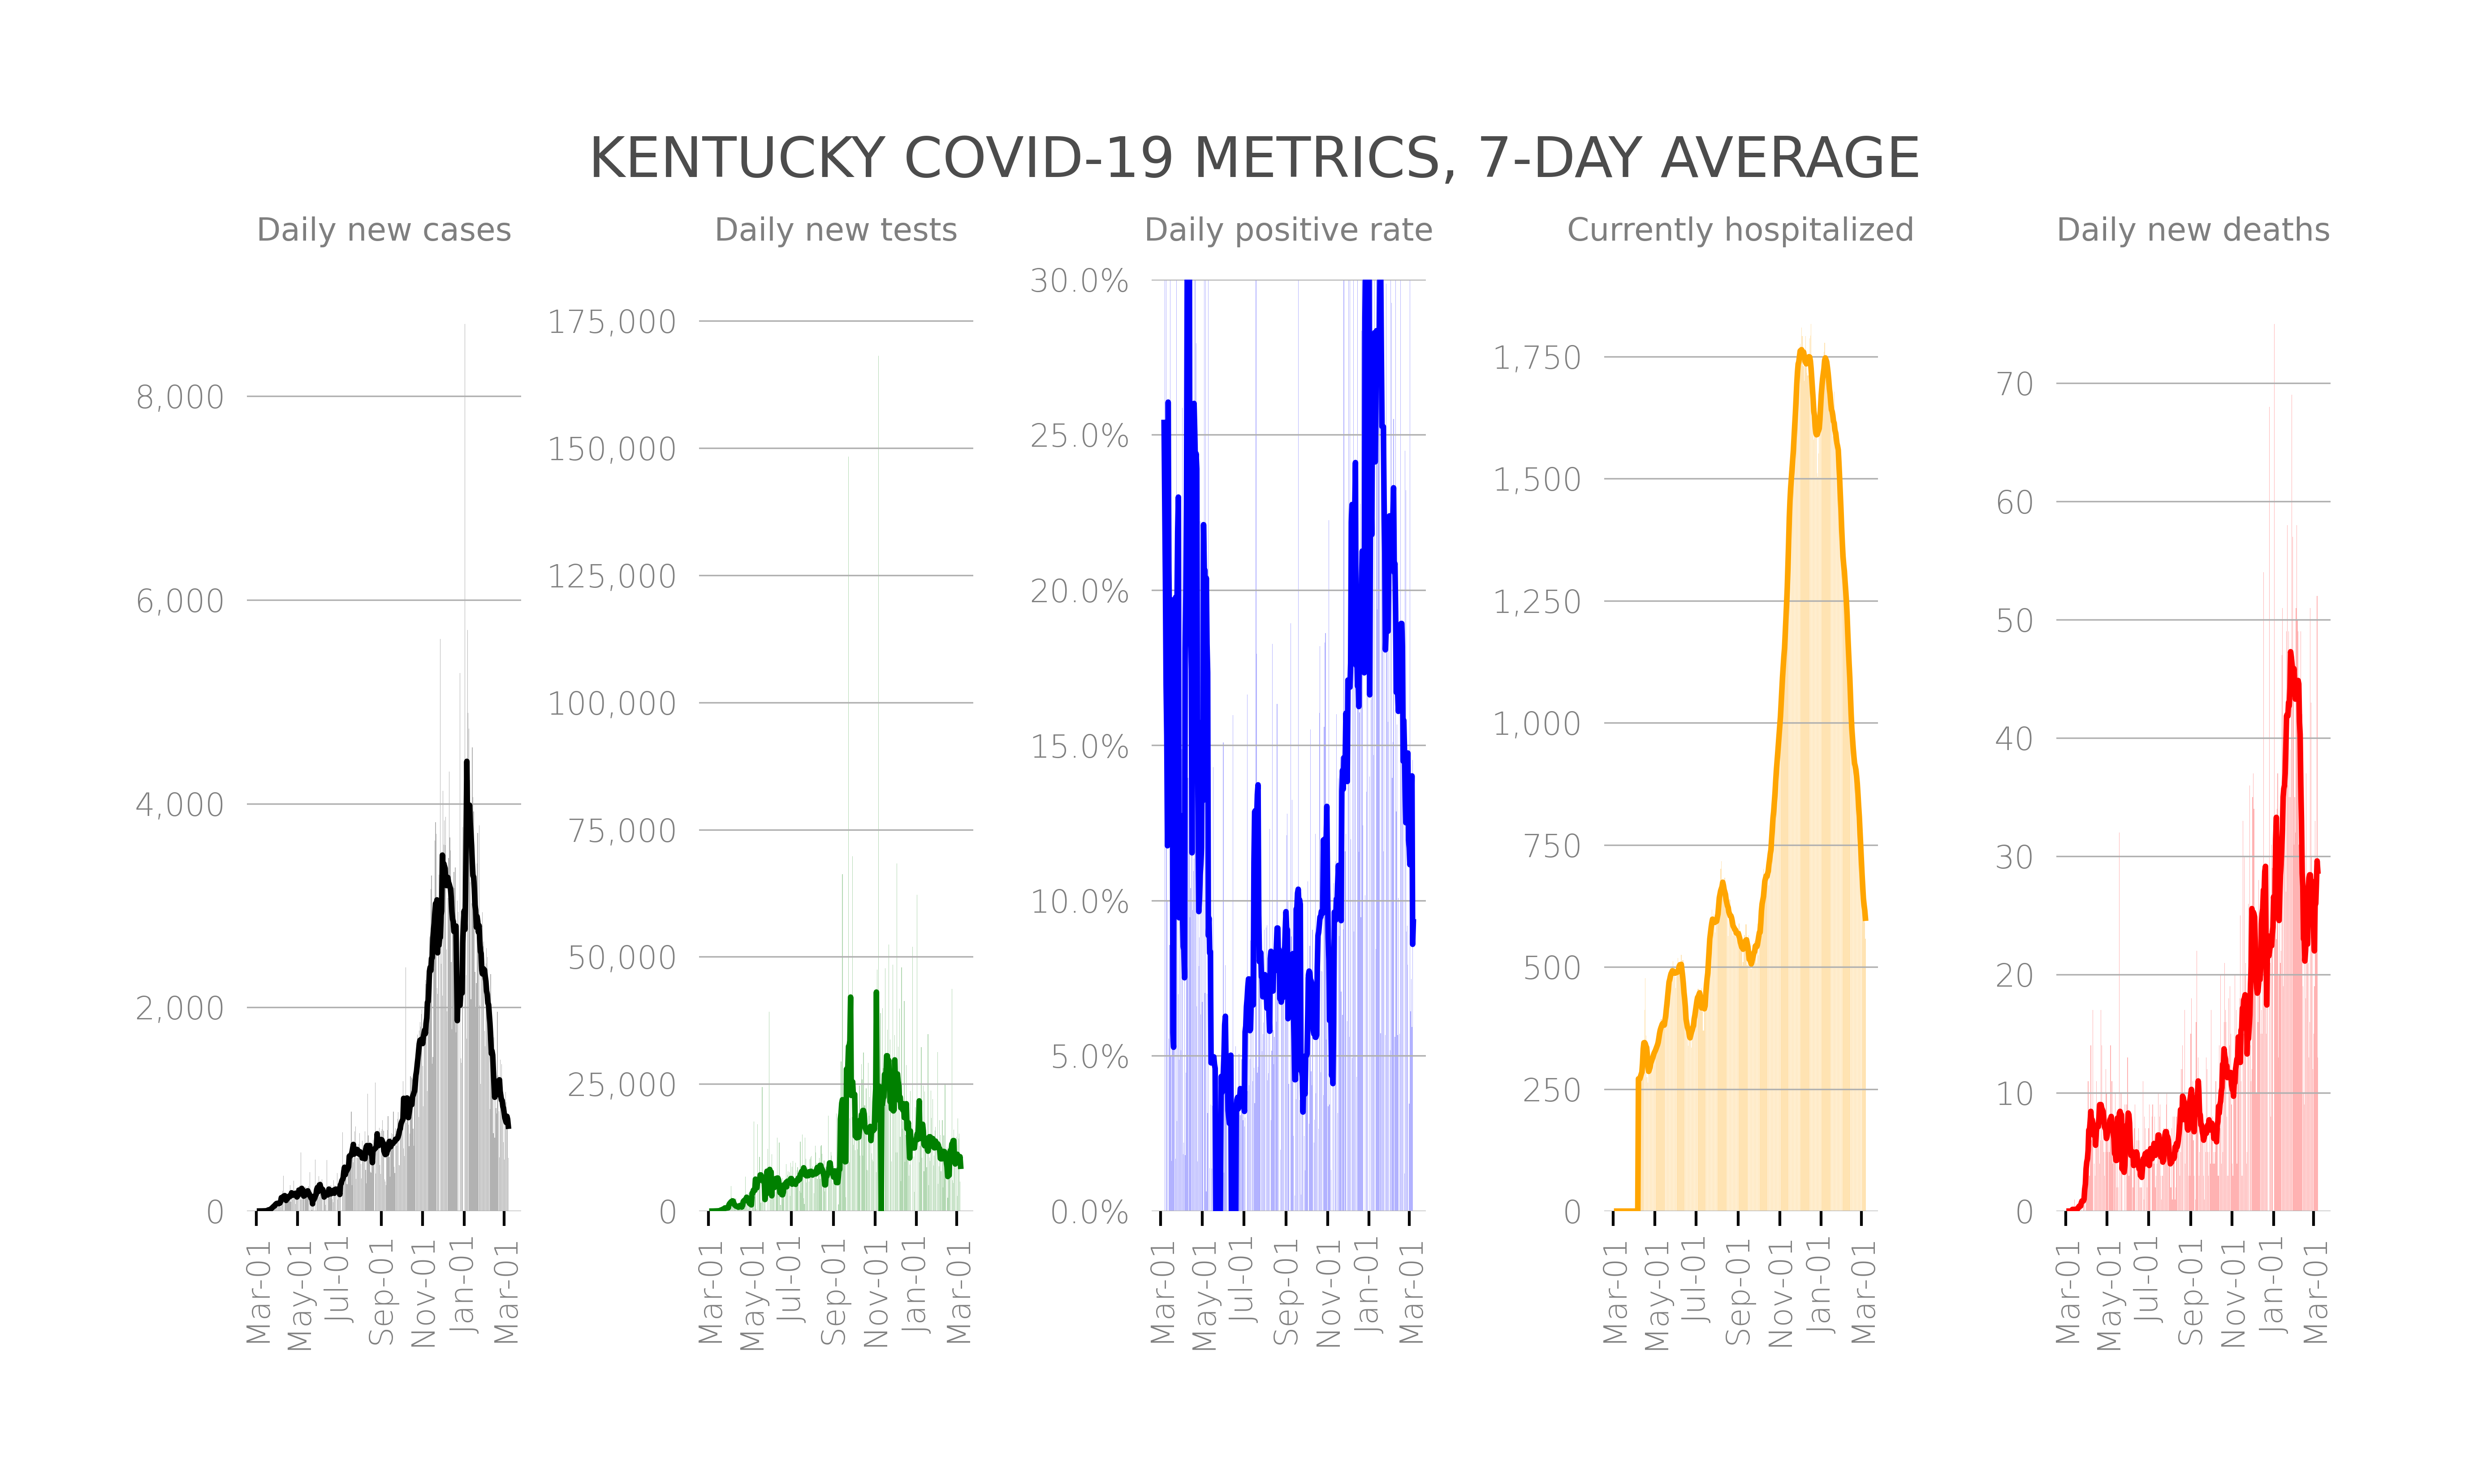 KENTUCKY COVID-19 METRICS, 7-DAY AVERAGE
Daily new cases
8,000
6,000
4,000
2,000
0
Mar-01
May-01
Jul-01
Sep-01
Nov-01
Jan-01
Mar-01
Daily new tests
175,000
150,000
125,000
100,000
75,000
50,000
25,000
0
Mar-01
May-01
Jul-01
Sep-01
Nov-01
Jan-01
Mar-01
Daily positive rate
30.0%
25.0%
20.0%
15.0%
10.0%
5.0%
0.0%
Mar-01
May-01
Jul-01
Sep-01
Nov-01
Jan-01
Mar-01
Currently hospitalized
1,750
1,500
1,250
1,000
750
500
250
0
Mar-01
May-01
Jul-01
Sep-01
Nov-01
Jan-01
Mar-01
Daily new deaths
70
60
50
40
30
20
10
0
Mar-01
May-01
Jul-01
Sep-01
Nov-01
Jan-01
Mar-01